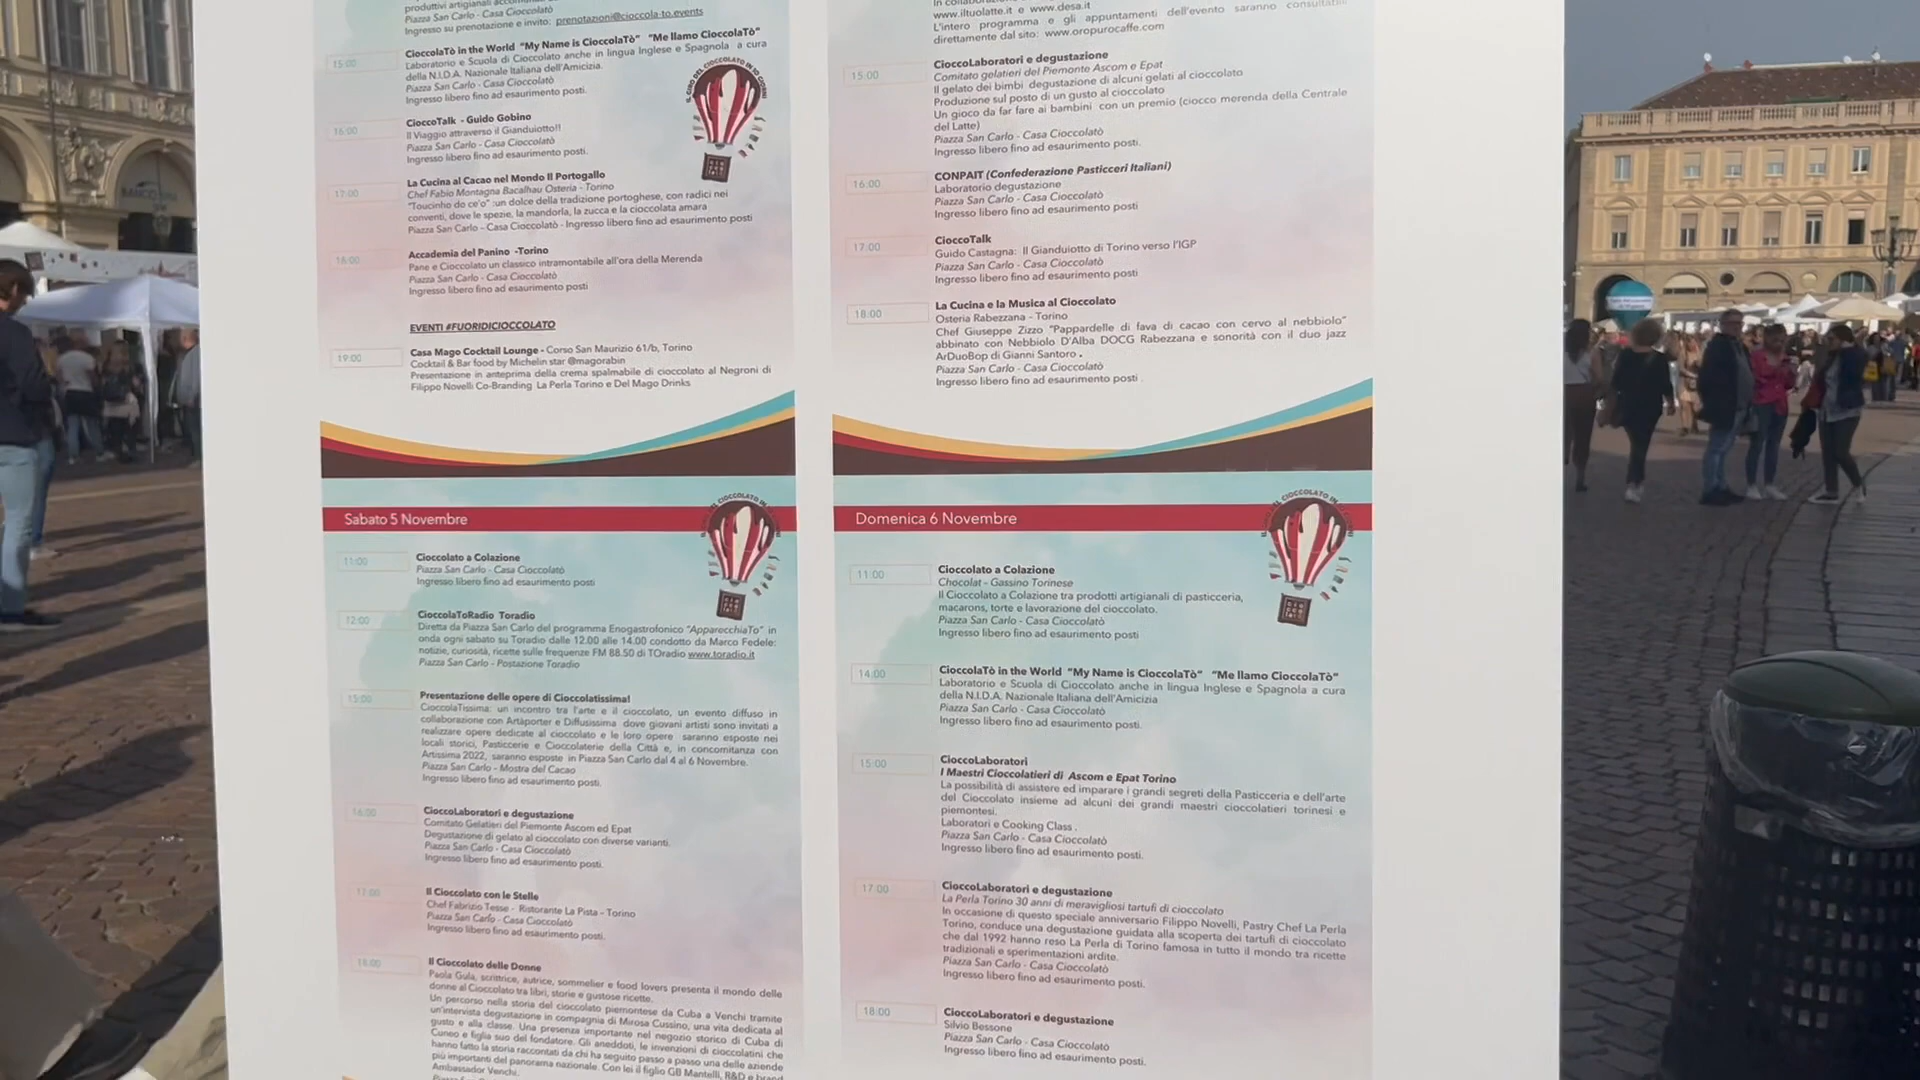 Piazza San Carlo - Casa Cioccolatò
Ingresso su prenotazione e invito: prenotazioni@cioccola-to.events
15:00
CioccolaTò in the World "My Name is CioccolaTò" "Me llamo CioccolaTò"
Laboratorio e Scuola di Cioccolato anche in lingua Inglese e Spagnola a cura
della N.I.D.A. Nazionale Italiana dell'Amicizia.
Piazza San Carlo - Casa Cioccolatò
Ingresso libero fino ad esaurimento posti.
16:00
CioccoTalk - Guido Gobino
Il Viaggio attraverso il Gianduiotto!!
Piazza San Carlo - Casa Cioccolatò
Ingresso libero fino ad esaurimento posti.
17:00
La Cucina al Cacao nel Mondo Il Portogallo
Chef Fabio Montagna Bacalhau Osteria - Torino
"Toucinho do ce'o" :un dolce della tradizione portoghese, con radici nei
conventi, dove le spezie, la mandorla, la zucca e la cioccolata amara
Piazza San Carlo - Casa Cioccolatò - Ingresso libero fino ad esaurimento posti
Accademia del Panino -Torino
Pane e Cioccolato un classico intramontabile all'ora della Merenda
Piazza San Carlo - Casa Cioccolatò
Ingresso libero fino ad esaurimento posti
EVENTI #FUORIDICIOCCOLATO
19:00
Casa Mago Cocktail Lounge - Corso San Maurizio 61/b, Torino
Cocktail & Bar food by Michelin star @magorabin
Presentazione in anteprima della crema spalmabile di cioccolato al Negroni di
Filippo Novelli Co-Branding La Perla Torino e Del Mago Drinks
www.iltuolatte.it e www.desa.it
L'intero programma e gli appuntamenti dell'evento saranno consultabili
direttamente dal sito: www.oropurocaffe.com
15:00
CioccoLaboratori e degustazione
Comitato gelatieri del Piemonte Ascom e Epat
Il gelato dei bimbi degustazione di alcuni gelati al cioccolato
Produzione sul posto di un gusto al cioccolato
Un gioco da far fare ai bambini con un premio (ciocco merenda della Centrale
del Latte)
Piazza San Carlo - Casa Cioccolatò
Ingresso libero fino ad esaurimento posti.
16:00
CONPAIT (Confederazione Pasticceri Italiani)
Laboratorio degustazione
Piazza San Carlo - Casa Cioccolatò
Ingresso libero fino ad esaurimento posti
17:00
CioccoTalk
Guido Castagna: Il Gianduiotto di Torino verso l'IGP
Piazza San Carlo - Casa Cioccolatò
Ingresso libero fino ad esaurimento posti
18:00
La Cucina e la Musica al Cioccolato
Osteria Rabezzana - Torino
Chef Giuseppe Zizzo "Pappardelle di fava di cacao con cervo al nebbiolo"
abbinato con Nebbiolo D'Alba DOCG Rabezzana e sonorità con il duo jazz
ArDuoBop di Gianni Santoro .
Piazza San Carlo - Casa Cioccolatò
Ingresso libero fino ad esaurimento posti
Sabato 5 Novembre
11:00
Cioccolato a Colazione
Piazza San Carlo - Casa Cioccolatò
Ingresso libero fino ad esaurimento posti
12:00
CioccolaToRadio Toradio
Diretta da Piazza San Carlo del programma Enogastrofonico "ApparecchiaTo" in
onda ogni sabato su Toradio dalle 12.00 alle 14.00 condotto da Marco Fedele:
notizie, curiosità, ricette sulle frequenze FM 88.50 di TOradio www.toradio.it
Piazza San Carlo - Postazione Toradio
15:00
Presentazione delle opere di Cioccolatissima!
CioccolaTissima: un incontro tra l'arte e il cioccolato, un evento diffuso in
collaborazione con Artàporter e Diffusissima dove giovani artisti sono invitati a
realizzare opere dedicate al cioccolato e le loro opere saranno esposte nei
locali storici, Pasticcerie e Cioccolaterie della Città e, in concomitanza con
Artissima 2022, saranno esposte in Piazza San Carlo dal 4 al 6 Novembre.
Piazza San Carlo - Mostra del Cacao
Ingresso libero fino ad esaurimento posti.
16:00
CioccoLaboratori e degustazione
Comitato Gelatieri del Piemonte Ascom ed Epat
Degustazione di gelato al cioccolato con diverse varianti.
Piazza San Carlo - Casa Cioccolatò
Ingresso libero fino ad esaurimento posti.
17:00
Il Cioccolato con le Stelle
Chef Fabrizio Tesse - Ristorante La Pista - Torino
Piazza San Carlo - Casa Cioccolatò
Ingresso libero fino ad esaurimento posti.
18:00
Il Cioccolato delle Donne
Paola Gula, scrittrice, autrice, sommelier e food lovers presenta il mondo delle
donne al Cioccolato tra libri, storie e gustose ricette.
Un percorso nella storia del cioccolato piemontese da Cuba a Venchi tramite
un'intervista degustazione in compagnia di Mirosa Cussino, una vita dedicata al
gusto e alla classe. Una presenza importante nel negozio storico di Cuba di
Cuneo e figlia suo del fondatore. Gli aneddoti, le invenzioni di cioccolatini che
hanno fatto la storia raccontati da chi ha seguito passo a passo una delle aziende
più importanti del panorama nazionale. Con lei il figlio GB Mantelli, R&D e brand
Ambassador Venchi.
Domenica 6 Novembre
11:00
Cioccolato a Colazione
Chocolat - Gassino Torinese
Il Cioccolato a Colazione tra prodotti artigianali di pasticceria,
macarons, torte e lavorazione del cioccolato.
Piazza San Carlo - Casa Cioccolatò
Ingresso libero fino ad esaurimento posti
14:00
CioccolaTò in the World "My Name is CioccolaTò" "Me llamo CioccolaTò"
Laboratorio e Scuola di Cioccolato anche in lingua Inglese e Spagnola a cura
della N.I.D.A. Nazionale Italiana dell'Amicizia
Piazza San Carlo - Casa Cioccolatò
Ingresso libero fino ad esaurimento posti.
15:00
CioccoLaboratori
I Maestri Cioccolatieri di Ascom e Epat Torino
La possibilità di assistere ed imparare i grandi segreti della Pasticceria e dell'arte
del Cioccolato insieme ad alcuni dei grandi maestri cioccolatieri torinesi e
piemontesi.
Laboratori e Cooking Class .
Piazza San Carlo - Casa Cioccolatò
Ingresso libero fino ad esaurimento posti.
17:00
CioccoLaboratori e degustazione
La Perla Torino 30 anni di meravigliosi tartufi di cioccolato
In occasione di questo speciale anniversario Filippo Novelli, Pastry Chef La Perla
Torino, conduce una degustazione guidata alla scoperta dei tartufi di cioccolato
che dal 1992 hanno reso La Perla di Torino famosa in tutto il mondo tra ricette
tradizionali e sperimentazioni ardite.
Piazza San Carlo - Casa Cioccolatò
Ingresso libero fino ad esaurimento posti.
18:00
CioccoLaboratori e degustazione
Silvio Bessone
Piazza San Carlo - Casa Cioccolatò
Ingresso libero fino ad esaurimento posti.